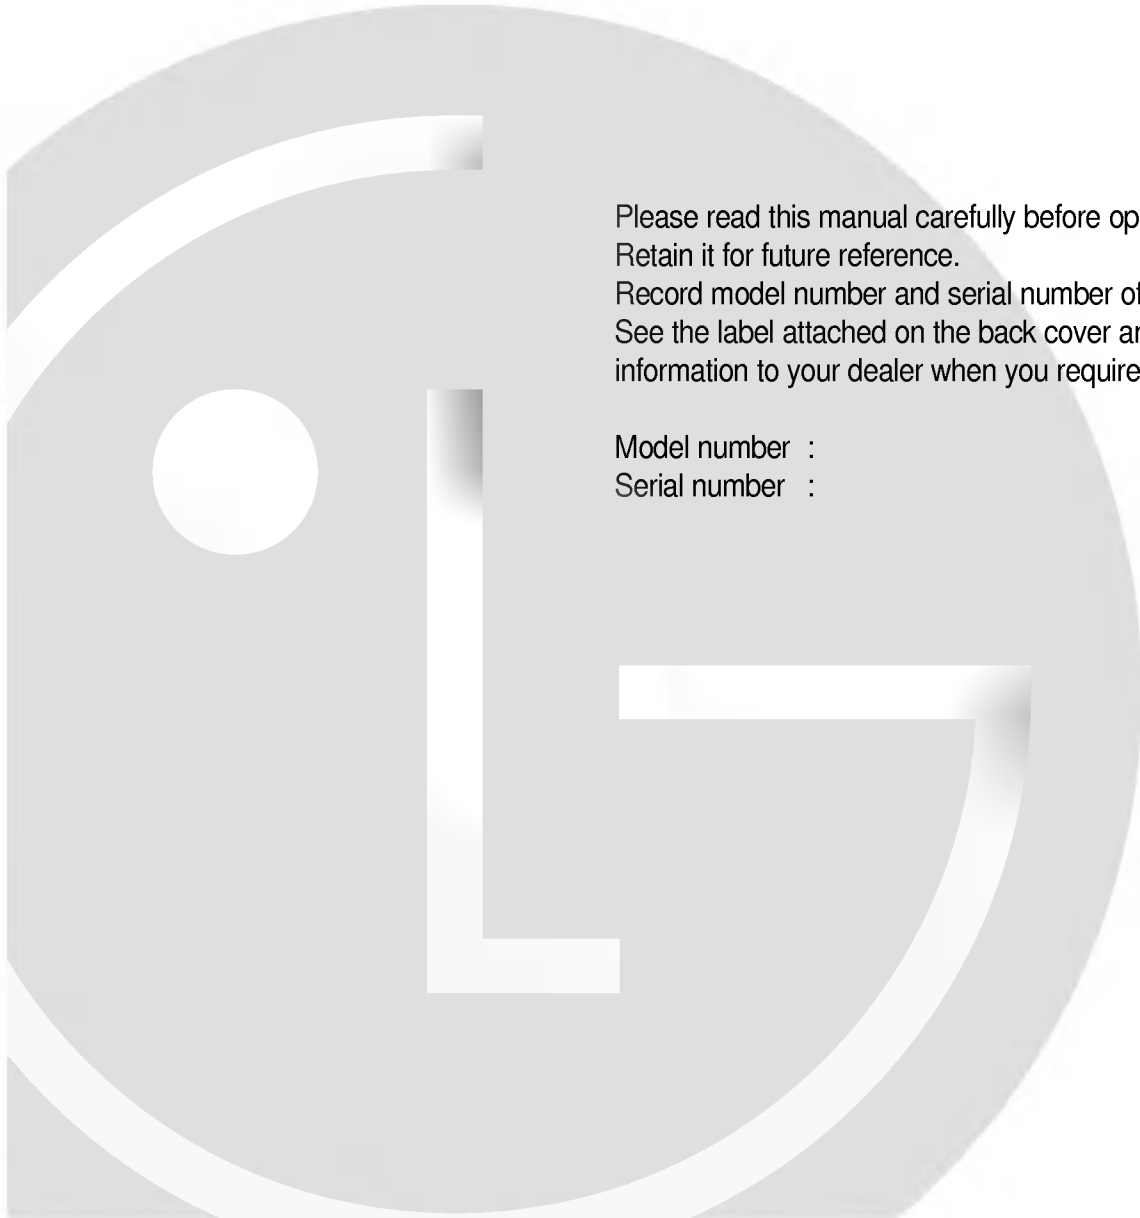 Please read this manual carefully before op
Retain it for future reference.
Record model number and serial number of
See the label attached on the back cover an
information to your dealer when you require

Model number :
Serial number :